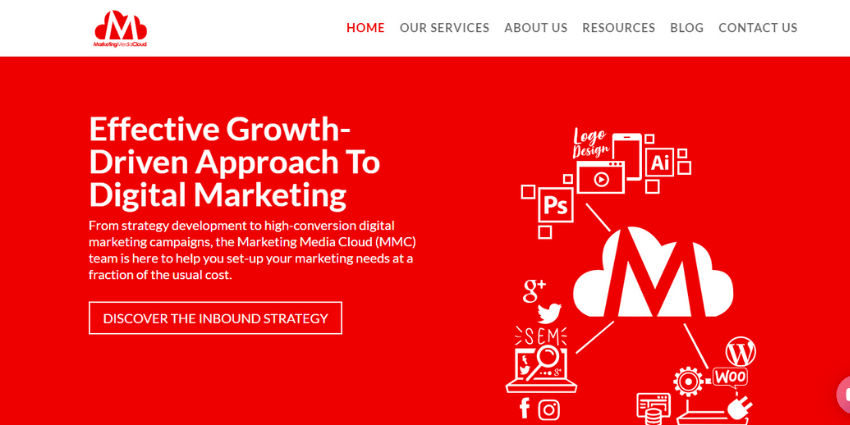 M
MarketingMediaCloud
HOME OUR SERVICES ABOUT US RESOURCES BLOG CONTACT US
Effective Growth-
Driven Approach To
Digital Marketing
From strategy development to high-conversion digital
marketing campaigns, the Marketing Media Cloud (MMC)
team is here to help you set-up your marketing needs at a
fraction of the usual cost.
DISCOVER THE INBOUND STRATEGY
Logo
Design
Ai
Ps
M
g+
SEM
g+
f
W
WOO